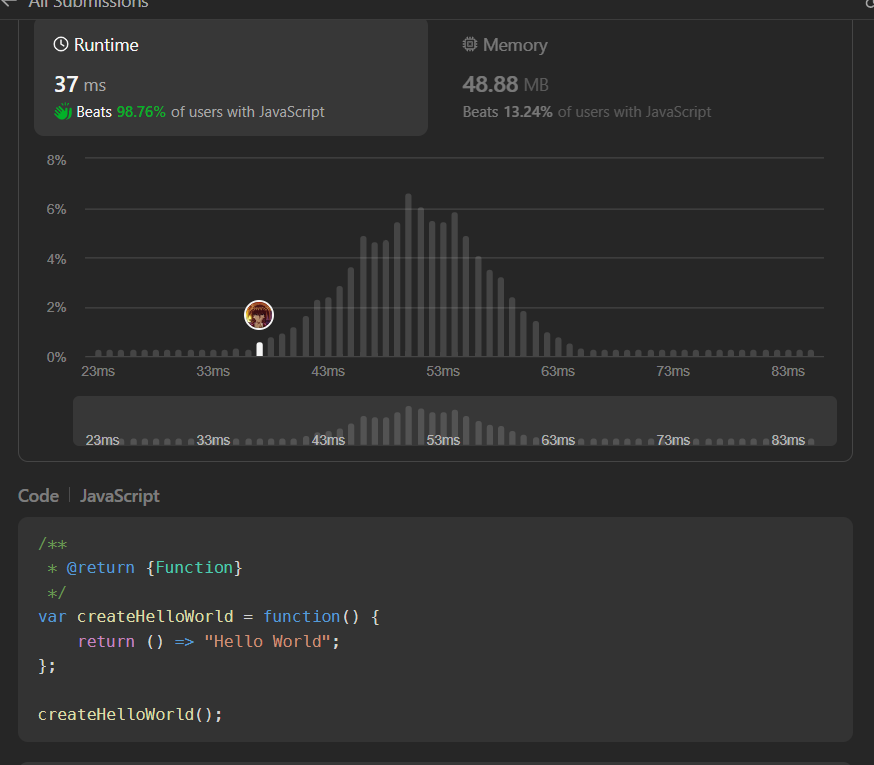 All Submissions
Runtime
Memory
37 ms
48.88 MB
Beats 98.76% of users with JavaScript
Beats 13.24% of users with JavaScript
8%
6%
4%
2%
0%
23ms 33ms 43ms 53ms 63ms 73ms 83ms
23ms 33ms 43ms 53ms 63ms 73ms 83ms
Code | JavaScript
/**
 * @return {Function}
 */
var createHelloWorld = function() {
    return () => "Hello World";
};
createHelloWorld();